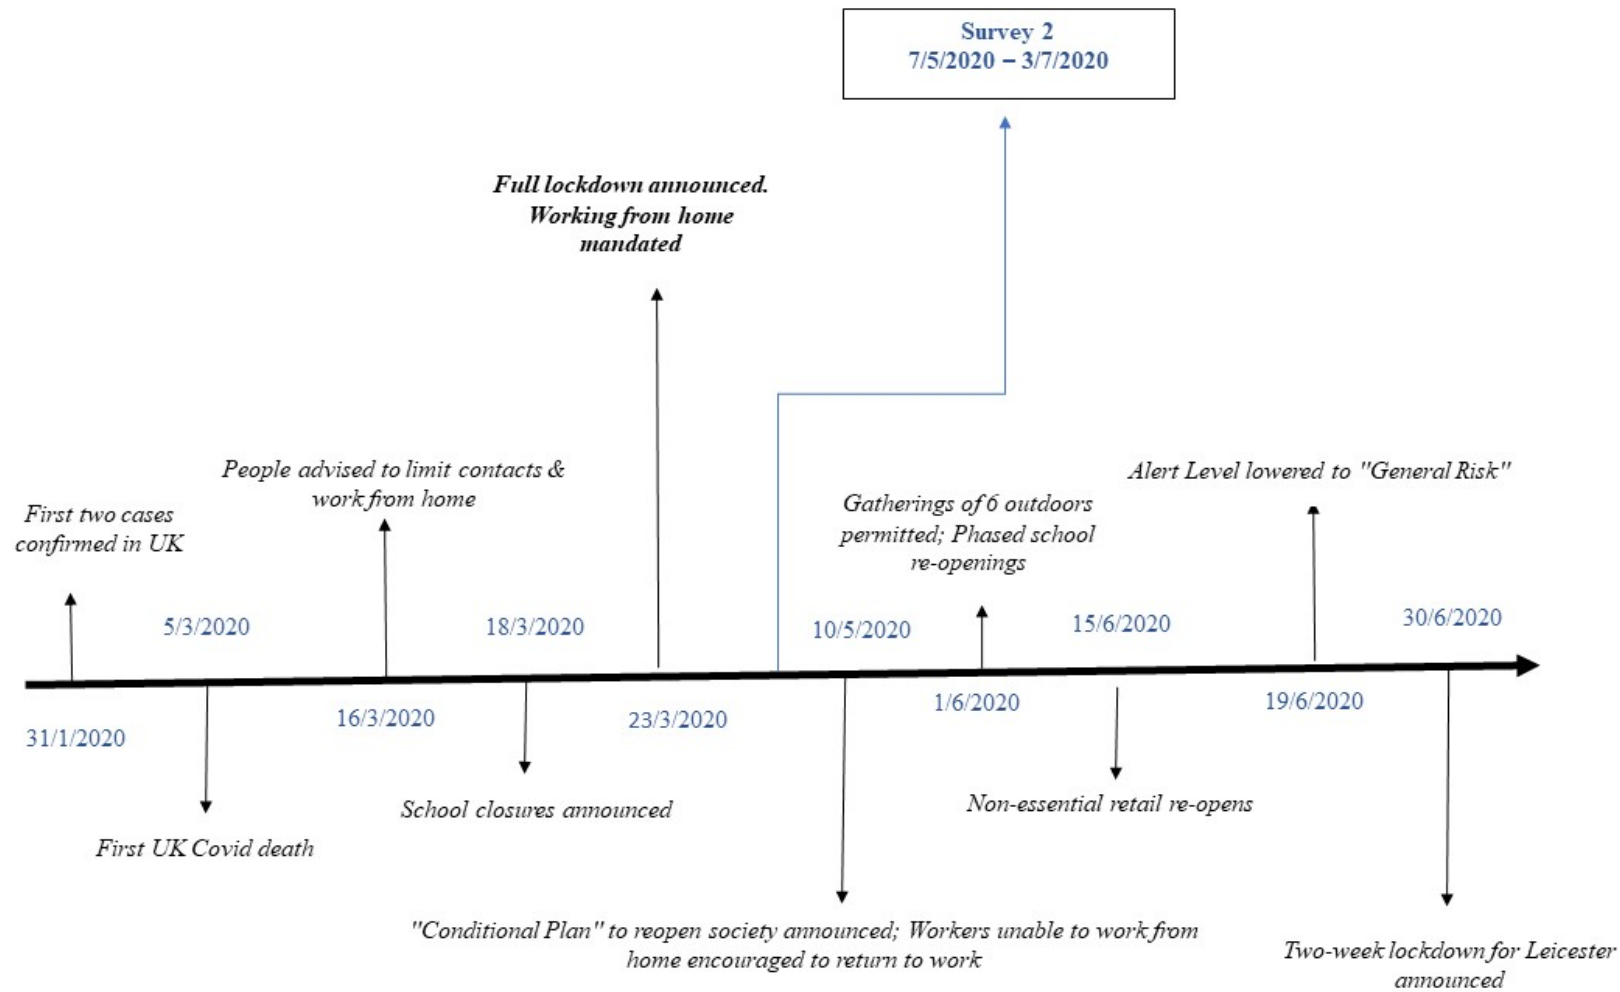 Survey 2
7/5/2020 – 3/7/2020
Full lockdown announced.
Working from home
mandated
People advised to limit contacts &
work from home
Alert Level lowered to "General Risk"
First two cases
confirmed in UK
Gatherings of 6 outdoors
permitted; Phased school
re-openings
5/3/2020
18/3/2020
10/5/2020
15/6/2020
30/6/2020
31/1/2020
16/3/2020
23/3/2020
1/6/2020
19/6/2020
First UK Covid death
School closures announced
Non-essential retail re-opens
"Conditional Plan" to reopen society announced; Workers unable to work from
home encouraged to return to work
Two-week lockdown for Leicester
announced